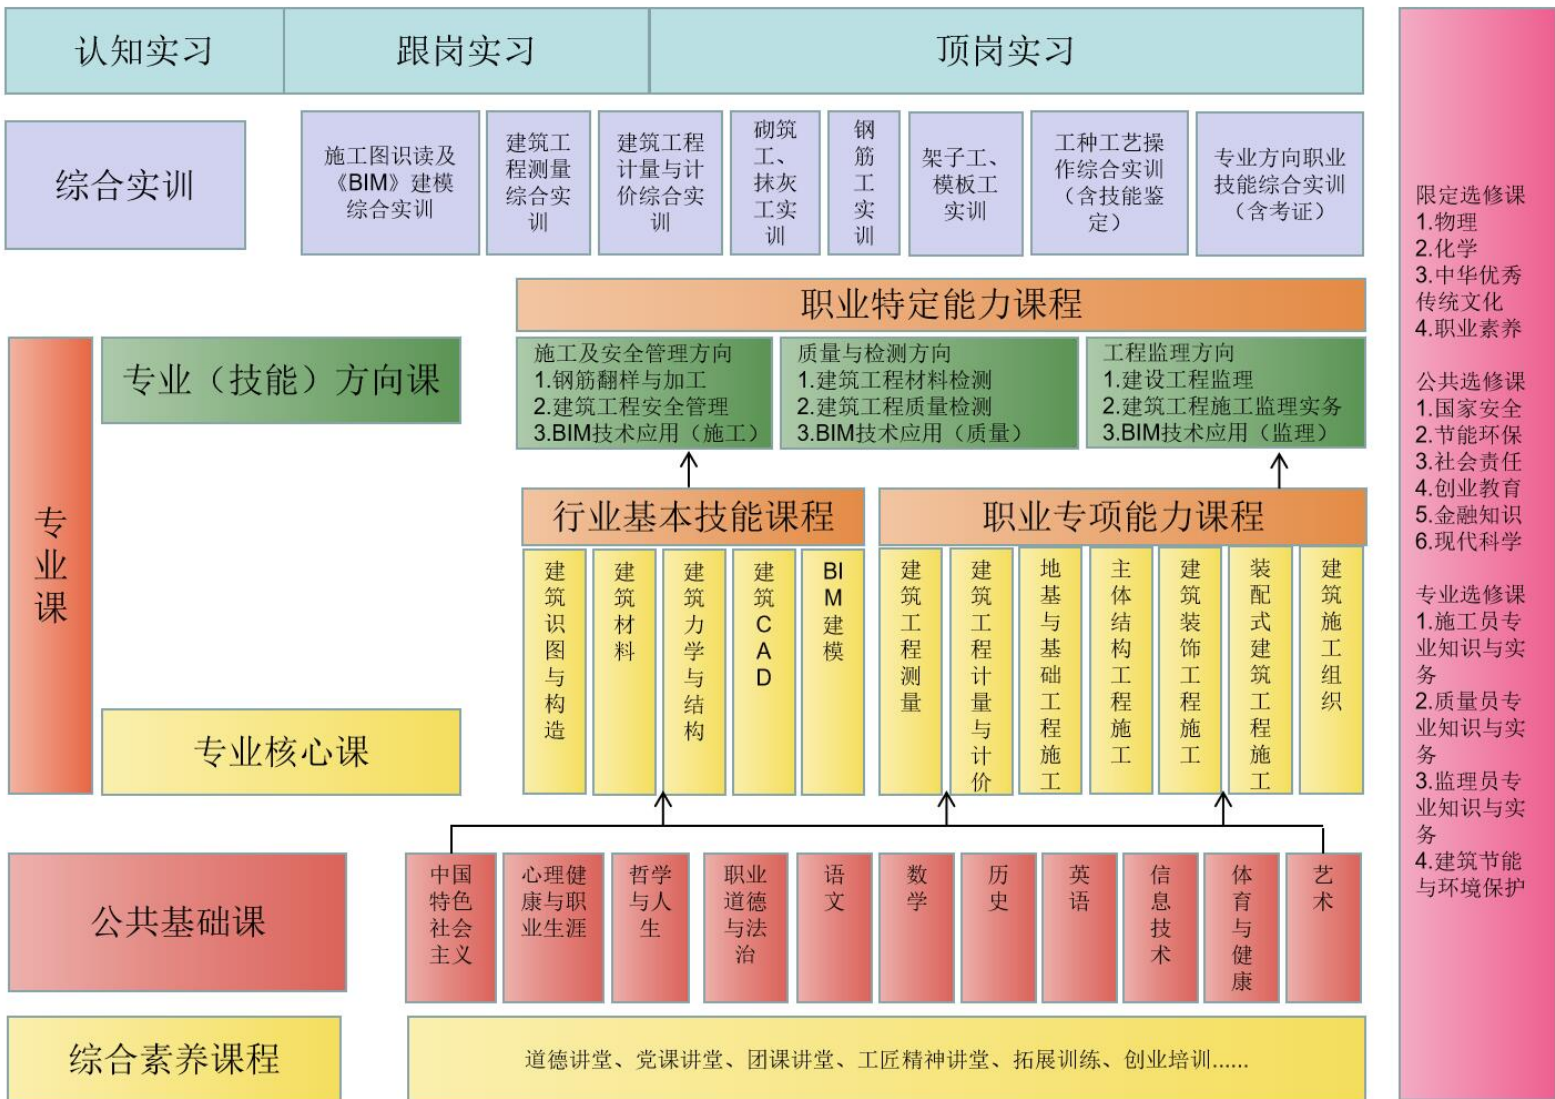 认知实习
跟岗实习
顶岗实习
综合实训
施工图识读及
《BIM》建模
综合实训
建筑工
程测量
综合实
训
建筑工程
计量与计
价综合实
训
砌筑
工、
抹灰
工实
训
钢
筋
工
实
训
架子工、
模板工
实训
工种工艺操
作综合实训
（含技能鉴
定）
专业方向职业
技能综合实训
（含考证）
职业特定能力课程
专业课
专业（技能）方向课
施工及安全管理方向
1.钢筋翻样与加工
2.建筑工程安全管理
3.BIM技术应用（施工）
质量与检测方向
1.建筑工程材料检测
2.建筑工程质量检测
3.BIM技术应用（质量）
工程监理方向
1.建设工程监理
2.建筑工程施工监理实务
3.BIM技术应用（监理）
行业基本技能课程
职业专项能力课程
专业核心课
建筑识图与构造
建筑材料
建筑力学与结构
建筑CAD
BIM建模
建筑工程测量
建筑工程计量与计价
地基与基础工程施工
主体结构工程施工
建筑装饰工程施工
装配式建筑工程施工
建筑施工组织
公共基础课
中国
特色
社会
主义
心理健
康与职
业生涯
哲学
与人
生
职业
道德
与法
治
语文
数学
历史
英语
信息技术
体育与健康
艺术
综合素养课程
道德讲堂、党课讲堂、团课讲堂、工匠精神讲堂、拓展训练、创业培训......
限定选修课
1.物理
2.化学
3.中华优秀
传统文化
4.职业素养
公共选修课
1.国家安全
2.节能环保
3.社会责任
4.创业教育
5.金融知识
6.现代科学
专业选修课
1.施工员专
业知识与实
务
2.质量员专
业知识与实
务
3.监理员专
业知识与实
务
4.建筑节能
与环境保护